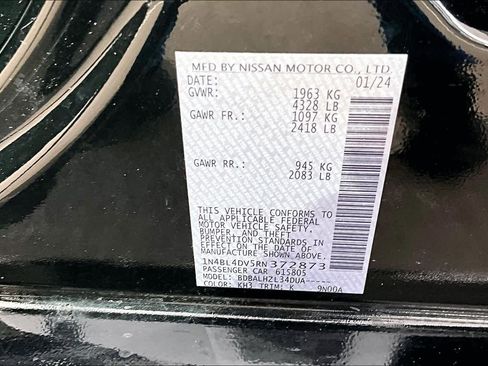 MFD BY NISSAN MOTOR CO., LTD
DATE: 01/24
GVWR: 1963 KG
4328 LB
GAWR FR: 1097 KG
2418 LB
GAWR RR: 945 KG
2083 LB
THIS VEHICLE CONFORMS TO
ALL APPLICABLE FEDERAL
MOTOR VEHICLE SAFETY,
BUMPER, AND THEFT
PREVENTION STANDARDS
IN EFFECT ON THE DATE OF
MANUFACTURE SHOWN ABOVE.
1N4BL4DV5RN372873
PASSENGER CAR 615805
MODEL: BDBALHZL34DUA----
COLOR: KH3 TRIM: K 9N00A